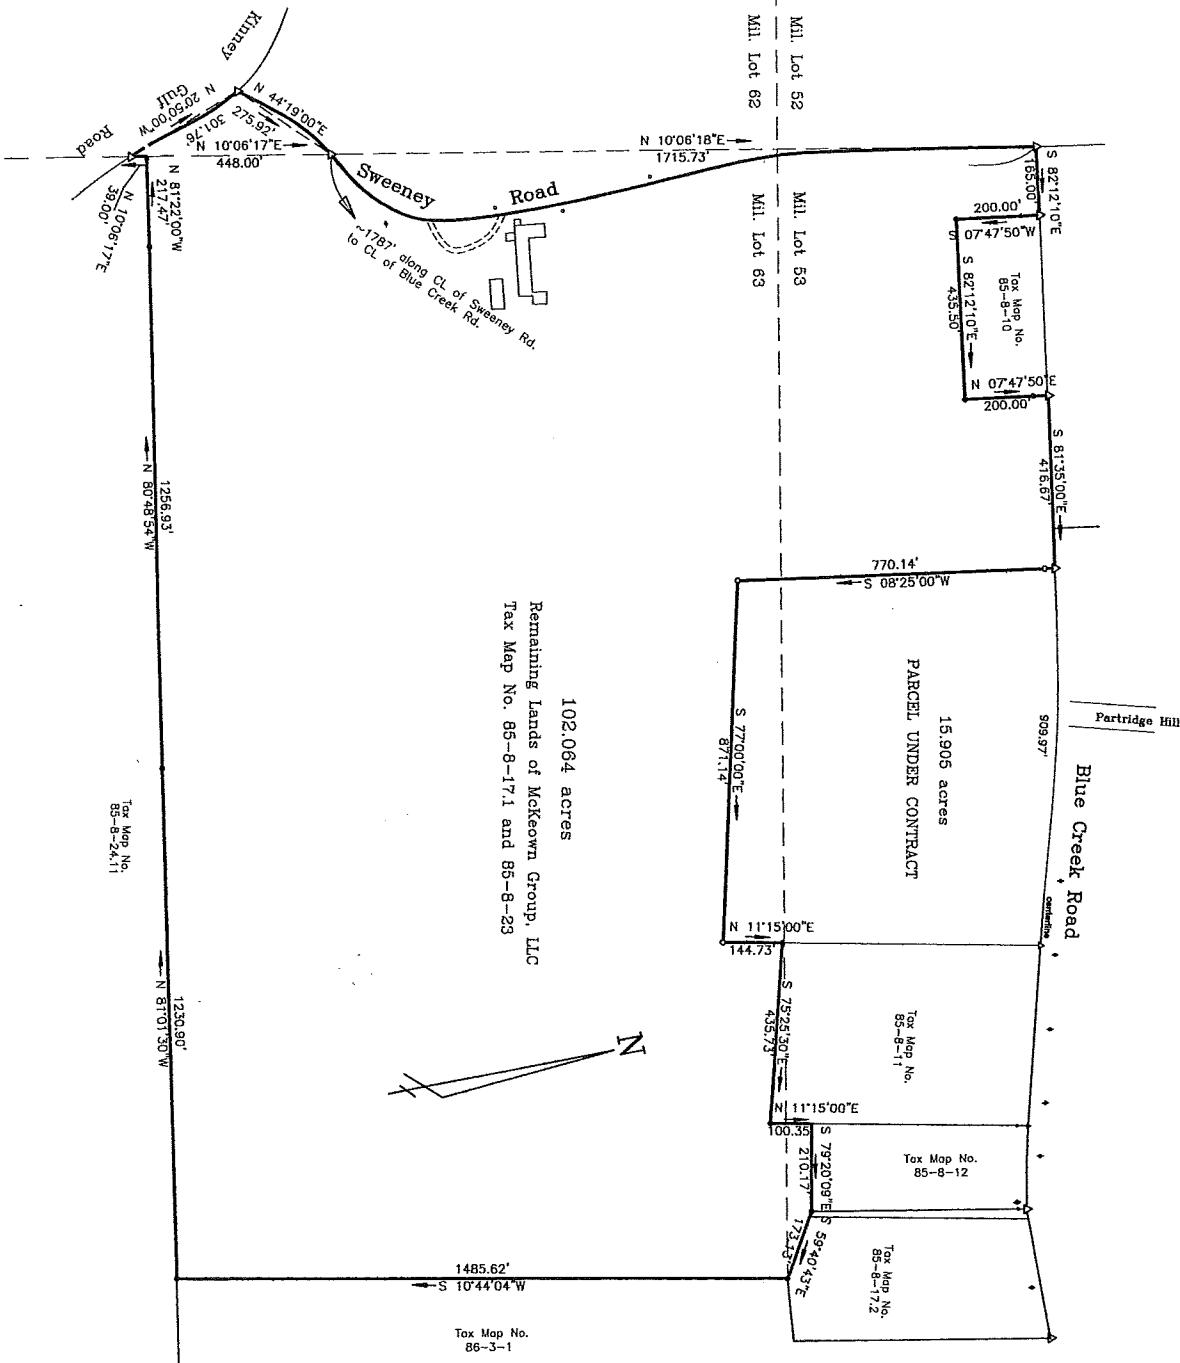 Mil. Lot 52
Mil. Lot 62
Mil. Lot 53
Mil. Lot 63
Kinney
Gulf
Road
N 20°50'00"W
301.76'
N 44°19'00"E
275.92'
N 10°06'17"E
448.00'
N 10°06'17"E
39.00'
N 81°22'00"W
217.47'
Sweeney
Road
~1787' along CL of Sweeney Rd.
to CL of Blue Creek Rd.
N 10°06'18"E
1715.73'
S 82°12'10"E
165.00'
200.00'
S 07°47'50"W
S 82°12'10"E
435.50'
Tax Map No.
85-8-10
N 07°47'50"E
200.00'
S 81°35'00"E
416.67'
770.14'
S 08°25'00"W
909.97'
Partridge Hill
Blue Creek Road
centerline
15.905 acres
PARCEL UNDER CONTRACT
S 77°00'00"E
871.14'
N 11°15'00"E
144.73'
S 75°25'30"E
435.73'
Tax Map No.
85-8-11
N 11°15'00"E
100.35'
S 79°20'09"E
210.17'
Tax Map No.
85-8-12
S 59°40'43"E
Tax Map No.
85-8-17.2
102.064 acres
Remaining Lands of McKeown Group, LLC
Tax Map No. 85-8-17.1 and 85-8-23
N
1256.93'
N 80°48'54"W
Tax Map No.
85-8-24.11
1230.90'
N 81°01'30"W
1485.62'
S 10°44'04"W
Tax Map No.
86-3-1